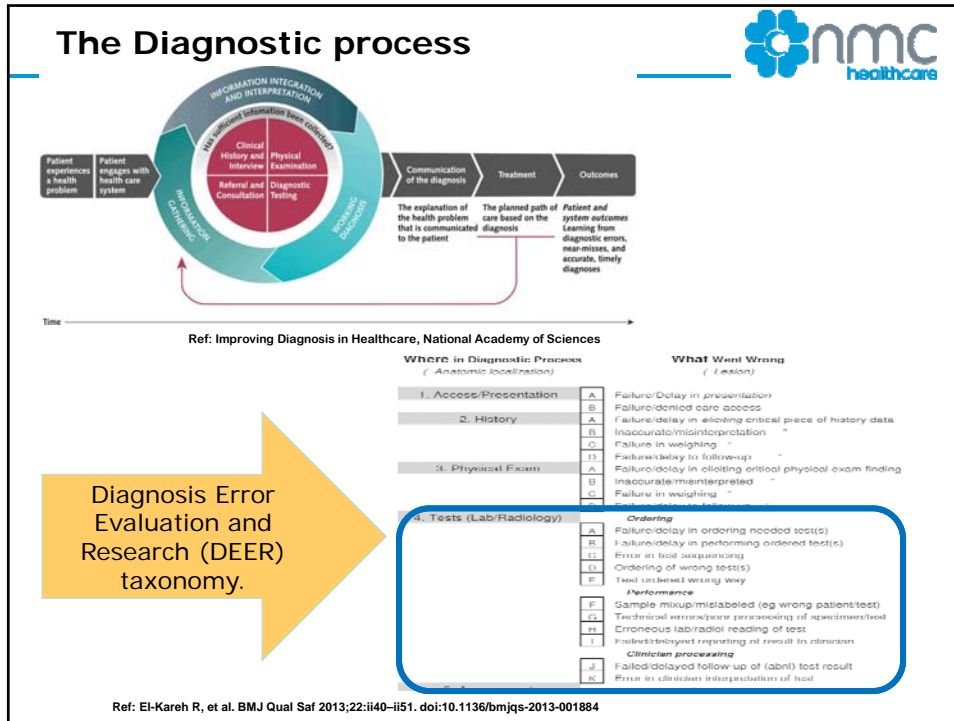 The Diagnostic process
nmc
healthcare
INFORMATION INTEGRATION
AND INTERPRETATION
Has sufficient information been collected?
Clinical
History and
Interview
Physical
Examination
Referral and
Consultation
Diagnostic
Testing
INFORMATION
GATHERING
WORKING
DIAGNOSIS
Patient
experiences
a health
problem
Patient
engages with
health care
system
Communication
of the diagnosis
Treatment
Outcomes
The explanation of
the health problem
that is communicated
to the patient
The planned path of
care based on the
diagnosis
Patient and
system outcomes
Learning from
diagnostic errors,
near-misses, and
accurate, timely
diagnoses
Time
Ref: Improving Diagnosis in Healthcare, National Academy of Sciences
Where in Diagnostic Process What Went Wrong
(~Anatomic localization) (~Lesion)
1. Access/Presentation A Failure/Delay in presentation
B Failure/denied care access
2. History A Failure/delay in eliciting critical piece of history data
B Inaccurate/misinterpretation "
C Failure in weighing "
D Failure/delay to follow-up "
3. Physical Exam A Failure/delay in eliciting critical physical exam finding
B Inaccurate/misinterpreted "
C Failure in weighing "
D Failure/delay to follow-up "
4. Tests (Lab/Radiology) Ordering
A Failure/delay in ordering needed test(s)
B Failure/delay in performing ordered test(s)
C Error in test sequencing
D Ordering of wrong test(s)
E Test ordered wrong way
Performance
F Sample mixup/mislabeled (eg wrong patient/test)
G Technical errors/poor processing of specimen/test
H Erroneous lab/radiol reading of test
I Failed/delayed reporting of result to clinician
Clinician processing
J Failed/delayed follow-up of (abnl) test result
K Error in clinician interpretation of test
Diagnosis Error
Evaluation and
Research (DEER)
taxonomy.
Ref: El-Kareh R, et al. BMJ Qual Saf 2013;22:ii40–ii51. doi:10.1136/bmjqs-2013-001884